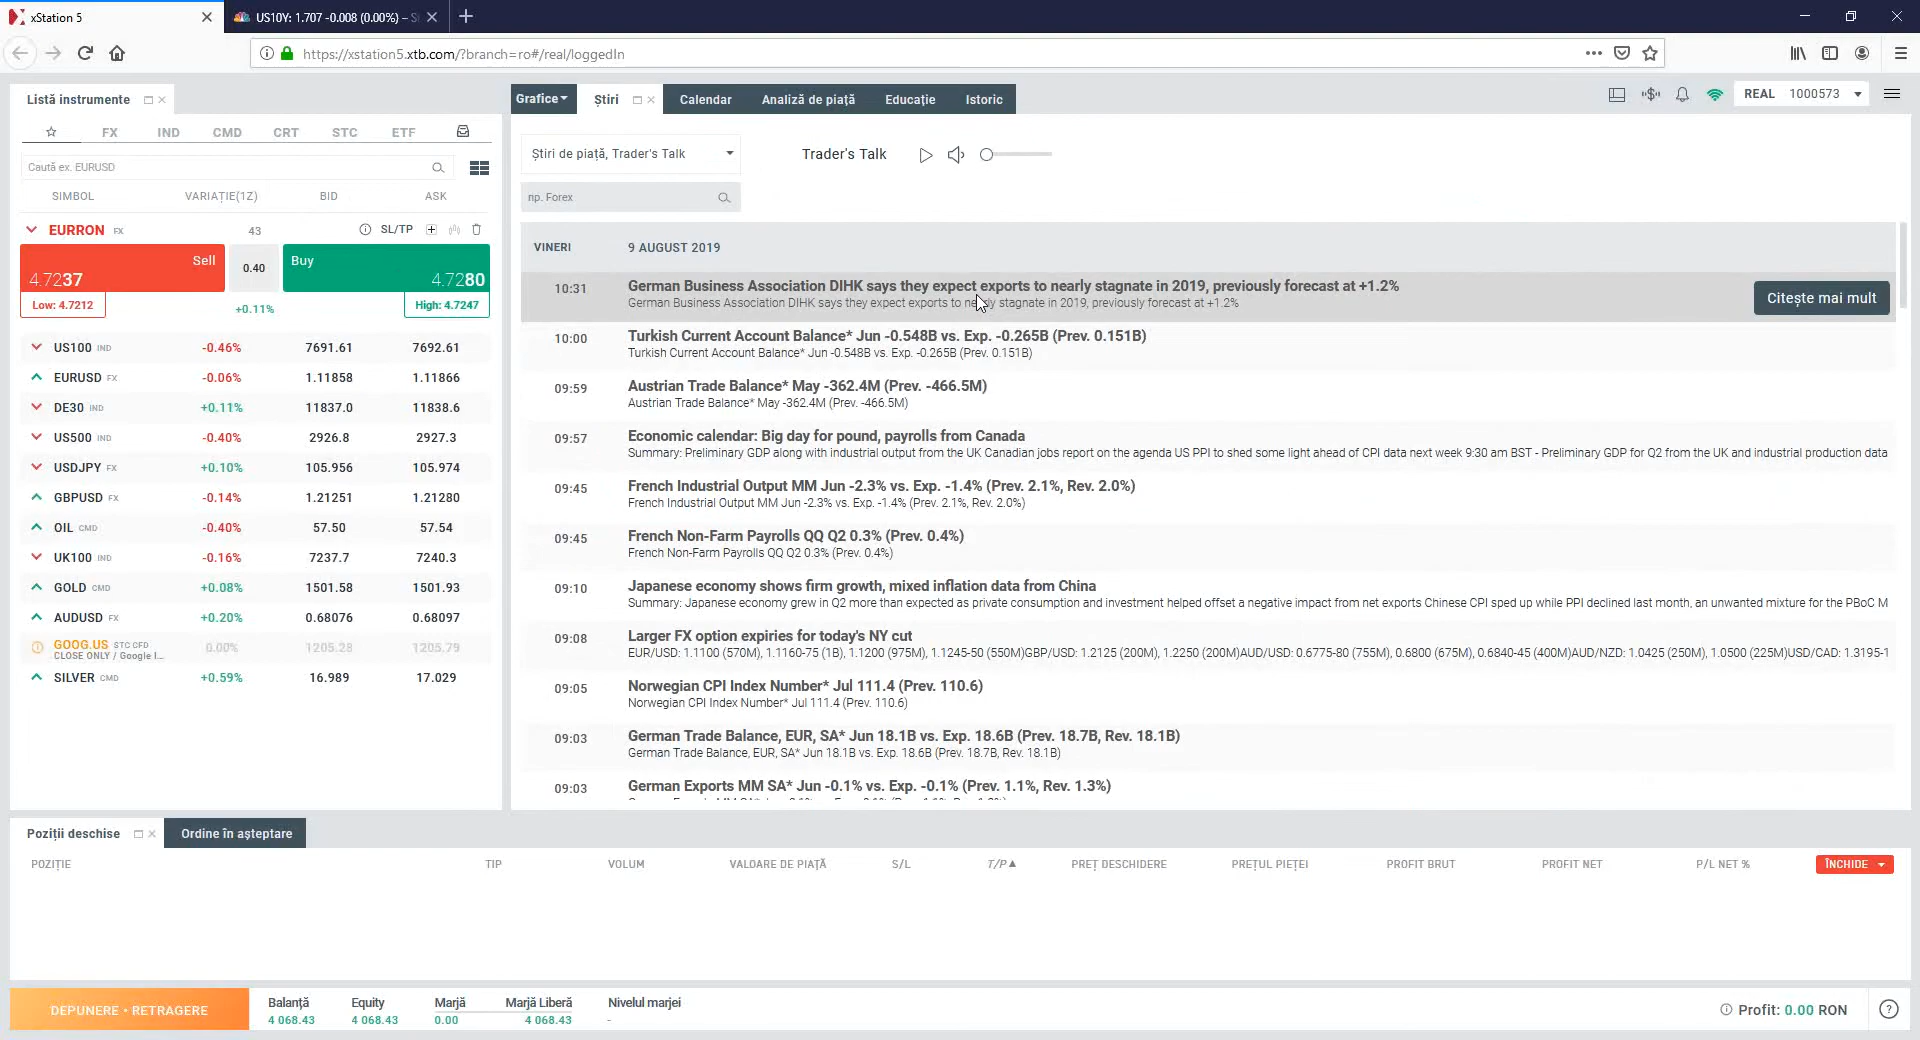 xStation 5
US10Y: 1.707 -0.008 (0.00%) – S
https://xstation5.xtb.com/?branch=ro#/real/loggedIn
Listă instrumente
Grafice
Știri
Calendar
Analiză de piață
Educație
Istoric
REAL 1000573
FX IND CMD CRT STC ETF
Caută ex. EURUSD
SIMBOL VARIAȚIE(1Z) BID ASK
EURRON FX 43 SL/TP
Sell
4.7237
0.40
Buy
4.7280
Low: 4.7212
+0.11%
High: 4.7247
US100 IND -0.46% 7691.61 7692.61
EURUSD FX -0.06% 1.11858 1.11866
DE30 IND +0.11% 11837.0 11838.6
US500 IND -0.40% 2926.8 2927.3
USDJPY FX +0.10% 105.956 105.974
GBPUSD FX -0.14% 1.21251 1.21280
OIL CMD -0.40% 57.50 57.54
UK100 IND -0.16% 7237.7 7240.3
GOLD CMD +0.08% 1501.58 1501.93
AUDUSD FX +0.20% 0.68076 0.68097
GOOG.US STC CFD 0.00% 1205.28 1205.79
CLOSE ONLY / Google I...
SILVER CMD +0.59% 16.989 17.029
Știri de piață, Trader's Talk
Trader's Talk
np. Forex
VINERI 9 AUGUST 2019
10:31 German Business Association DIHK says they expect exports to nearly stagnate in 2019, previously forecast at +1.2%
German Business Association DIHK says they expect exports to nearly stagnate in 2019, previously forecast at +1.2%
Citește mai mult
10:00 Turkish Current Account Balance* Jun -0.548B vs. Exp. -0.265B (Prev. 0.151B)
Turkish Current Account Balance* Jun -0.548B vs. Exp. -0.265B (Prev. 0.151B)
09:59 Austrian Trade Balance* May -362.4M (Prev. -466.5M)
Austrian Trade Balance* May -362.4M (Prev. -466.5M)
09:57 Economic calendar: Big day for pound, payrolls from Canada
Summary: Preliminary GDP along with industrial output from the UK Canadian jobs report on the agenda US PPI to shed some light ahead of CPI data next week 9:30 am BST - Preliminary GDP for Q2 from the UK and industrial production data
09:45 French Industrial Output MM Jun -2.3% vs. Exp. -1.4% (Prev. 2.1%, Rev. 2.0%)
French Industrial Output MM Jun -2.3% vs. Exp. -1.4% (Prev. 2.1%, Rev. 2.0%)
09:45 French Non-Farm Payrolls QQ Q2 0.3% (Prev. 0.4%)
French Non-Farm Payrolls QQ Q2 0.3% (Prev. 0.4%)
09:10 Japanese economy shows firm growth, mixed inflation data from China
Summary: Japanese economy grew in Q2 more than expected as private consumption and investment helped offset a negative impact from net exports Chinese CPI sped up while PPI declined last month, an unwanted mixture for the PBoC M
09:08 Larger FX option expiries for today's NY cut
EUR/USD: 1.1100 (570M), 1.1160-75 (1B), 1.1200 (975M), 1.1245-50 (550M)GBP/USD: 1.2125 (200M), 1.2250 (200M)AUD/USD: 0.6775-80 (755M), 0.6800 (675M), 0.6840-45 (400M)AUD/NZD: 1.0425 (250M), 1.0500 (225M)USD/CAD: 1.3195-1
09:05 Norwegian CPI Index Number* Jul 111.4 (Prev. 110.6)
Norwegian CPI Index Number* Jul 111.4 (Prev. 110.6)
09:03 German Trade Balance, EUR, SA* Jun 18.1B vs. Exp. 18.6B (Prev. 18.7B, Rev. 18.1B)
German Trade Balance, EUR, SA* Jun 18.1B vs. Exp. 18.6B (Prev. 18.7B, Rev. 18.1B)
09:03 German Exports MM SA* Jun -0.1% vs. Exp. -0.1% (Prev. 1.1%, Rev. 1.3%)
Poziții deschise
Ordine în așteptare
POZIȚIE TIP VOLUM VALOARE DE PIAȚĂ S/L T/P PREȚ DESCHIDERE PREȚUL PIEȚEI PROFIT BRUT PROFIT NET P/L NET % ÎNCHIDE
DEPUNERE • RETRAGERE
Balanță Equity Marjă Marjă Liberă Nivelul marjei
4 068.43 4 068.43 0.00 4 068.43 -
Profit: 0.00 RON